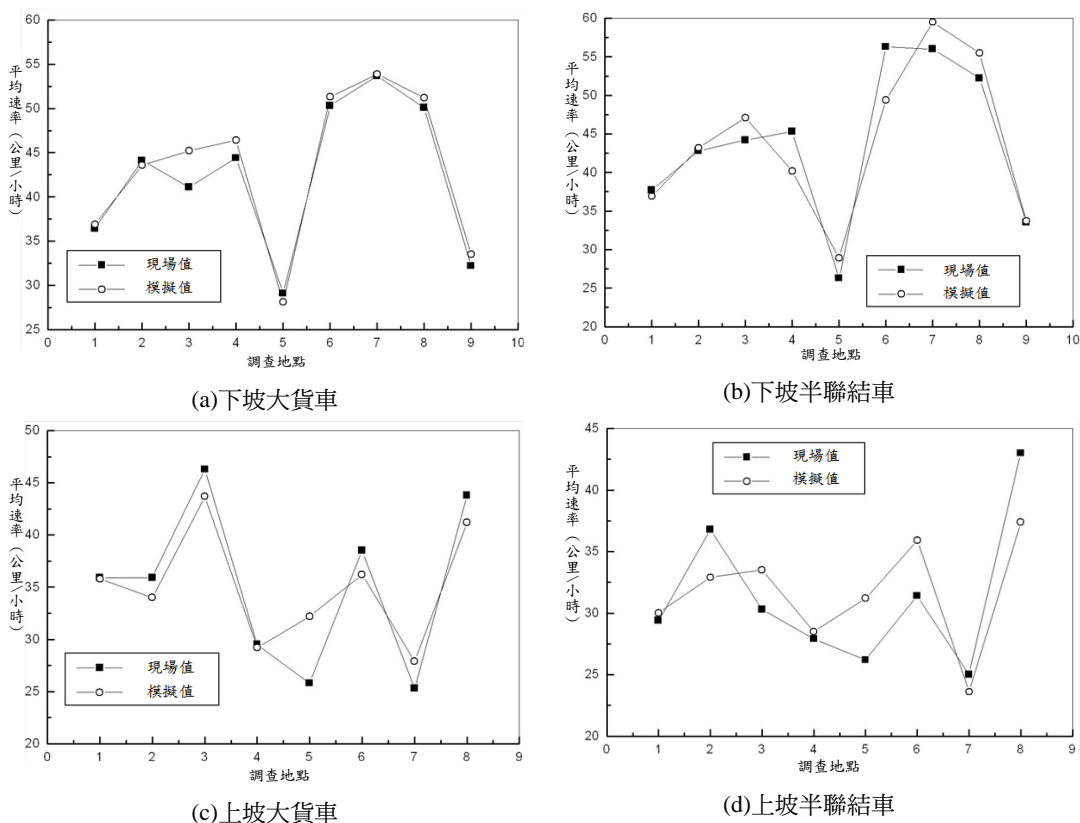 60
55
50
45
40
35
30
25
1 2 3 4 5 6 7 8 9 10
平均速率(公里/小時)
調查地點
現場值
模擬值
(a)下坡大貨車
60
55
50
45
40
35
30
25
20
1 2 3 4 5 6 7 8 9 10
平均速率(公里/小時)
調查地點
現場值
模擬值
(b)下坡半聯結車
50
45
40
35
30
25
20
1 2 3 4 5 6 7 8 9
平均速率(公里/小時)
調查地點
現場值
模擬值
(c)上坡大貨車
45
40
35
30
25
20
1 2 3 4 5 6 7 8 9
平均速率(公里/小時)
調查地點
現場值
模擬值
(d)上坡半聯結車